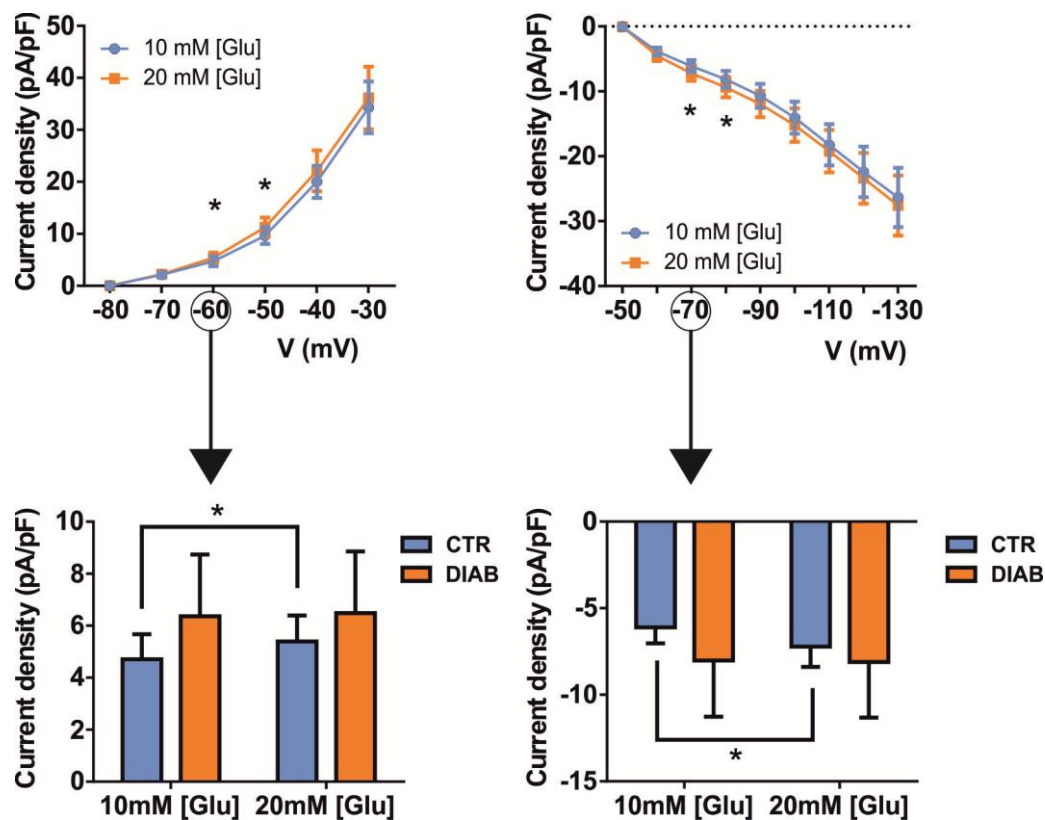 Current density (pA/pF)
50
40
30
20
10
0
10 mM [Glu]
20 mM [Glu]
*
*
-80 -70 -60 -50 -40 -30
V (mV)
Current density (pA/pF)
0
-10
-20
-30
-40
*
*
10 mM [Glu]
20 mM [Glu]
-50 -70 -90 -110 -130
V (mV)
Current density (pA/pF)
10
8
6
4
2
0
*
CTR
DIAB
10mM [Glu] 20mM [Glu]
Current density (pA/pF)
0
-5
-10
-15
*
CTR
DIAB
10mM [Glu] 20mM [Glu]